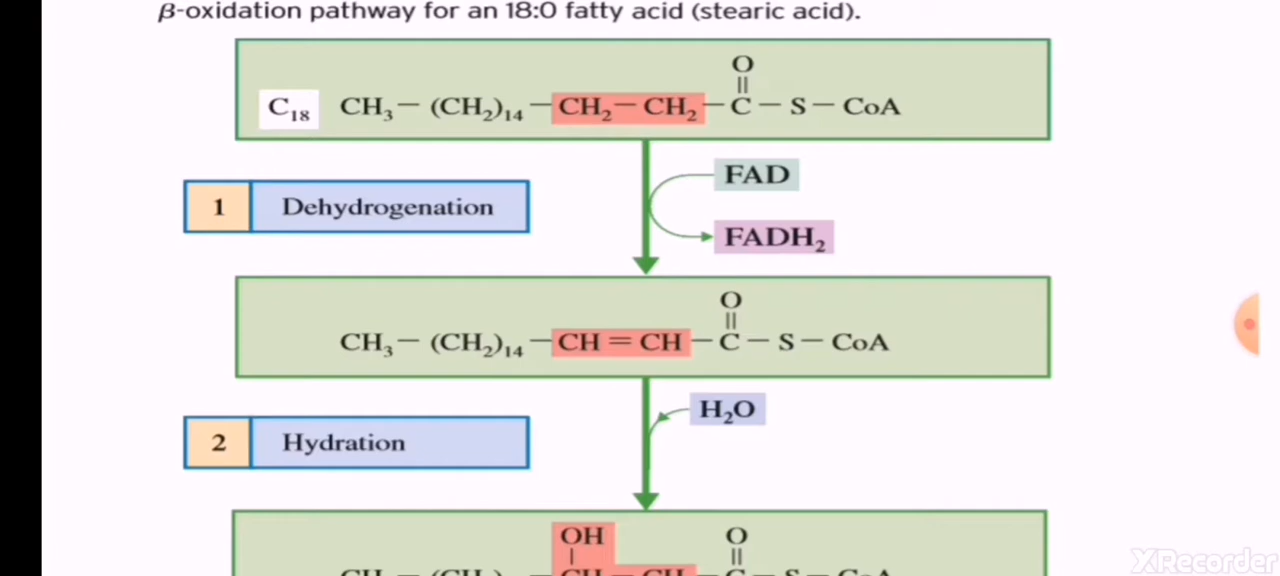 β-oxidation pathway for an 18:0 fatty acid (stearic acid).
O
||
C₁₈ CH₃— (CH₂)₁₄ —CH₂—CH₂—C—S—CoA
FAD
1 Dehydrogenation
FADH₂
O
||
CH₃— (CH₂)₁₄ —CH=CH—C—S—CoA
H₂O
2 Hydration
OH O
| ||
XRecorder